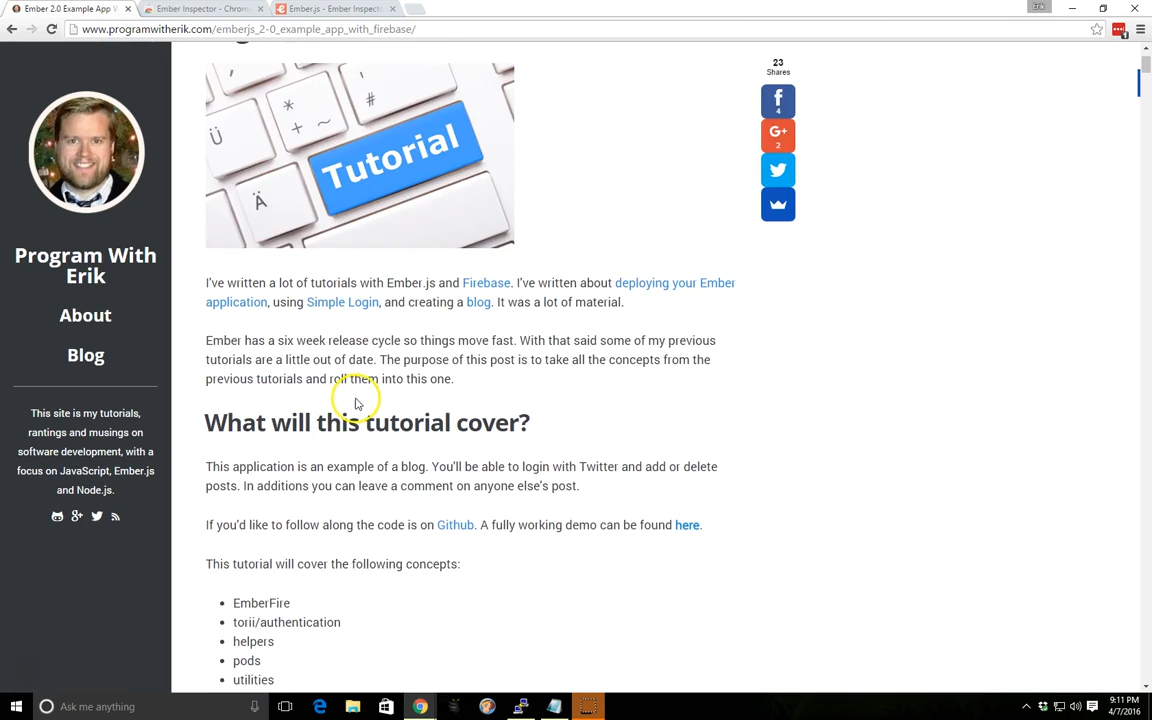 Ember 2.0 Example App
Ember Inspector - Chrom
Ember.js - Ember Inspecto
Erik
www.programwitherik.com/emberjs_2-0_example_app_with_firebase/
1
Ü
*
+ ~
'
#
Ä
Tutorial
23
Shares
f
4
G+
2
Program With
Erik
About
Blog
This site is my tutorials,
rantings and musings on
software development, with a
focus on JavaScript, Ember.js
and Node.js.
I've written a lot of tutorials with Ember.js and Firebase. I've written about deploying your Ember
application, using Simple Login, and creating a blog. It was a lot of material.
Ember has a six week release cycle so things move fast. With that said some of my previous
tutorials are a little out of date. The purpose of this post is to take all the concepts from the
previous tutorials and roll them into this one.
What will this tutorial cover?
This application is an example of a blog. You'll be able to login with Twitter and add or delete
posts. In additions you can leave a comment on anyone else's post.
If you'd like to follow along the code is on Github. A fully working demo can be found here.
This tutorial will cover the following concepts:
• EmberFire
• torii/authentication
• helpers
• pods
• utilities
Ask me anything
9:11 PM
4/7/2016